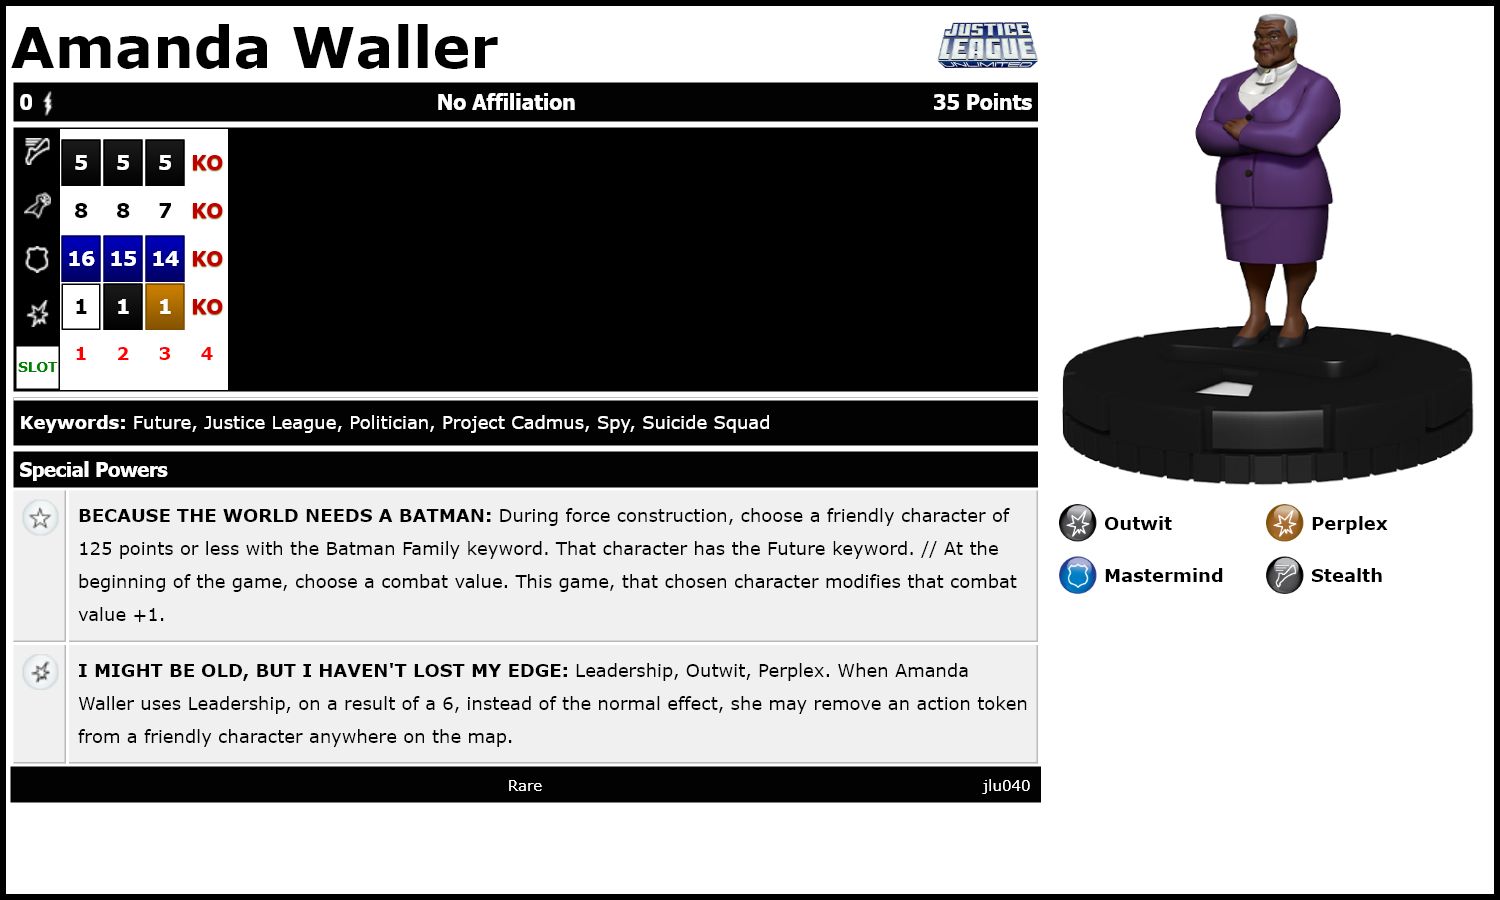 Amanda Waller
JUSTICE
LEAGUE
UNLIMITED
0 No Affiliation 35 Points
5 5 5 KO
8 8 7 KO
16 15 14 KO
1 1 1 KO
SLOT 1 2 3 4
Keywords: Future, Justice League, Politician, Project Cadmus, Spy, Suicide Squad
Special Powers
BECAUSE THE WORLD NEEDS A BATMAN: During force construction, choose a friendly character of
125 points or less with the Batman Family keyword. That character has the Future keyword. // At the
beginning of the game, choose a combat value. This game, that chosen character modifies that combat
value +1.
I MIGHT BE OLD, BUT I HAVEN'T LOST MY EDGE: Leadership, Outwit, Perplex. When Amanda
Waller uses Leadership, on a result of a 6, instead of the normal effect, she may remove an action token
from a friendly character anywhere on the map.
Rare jlu040
Outwit Perplex
Mastermind Stealth